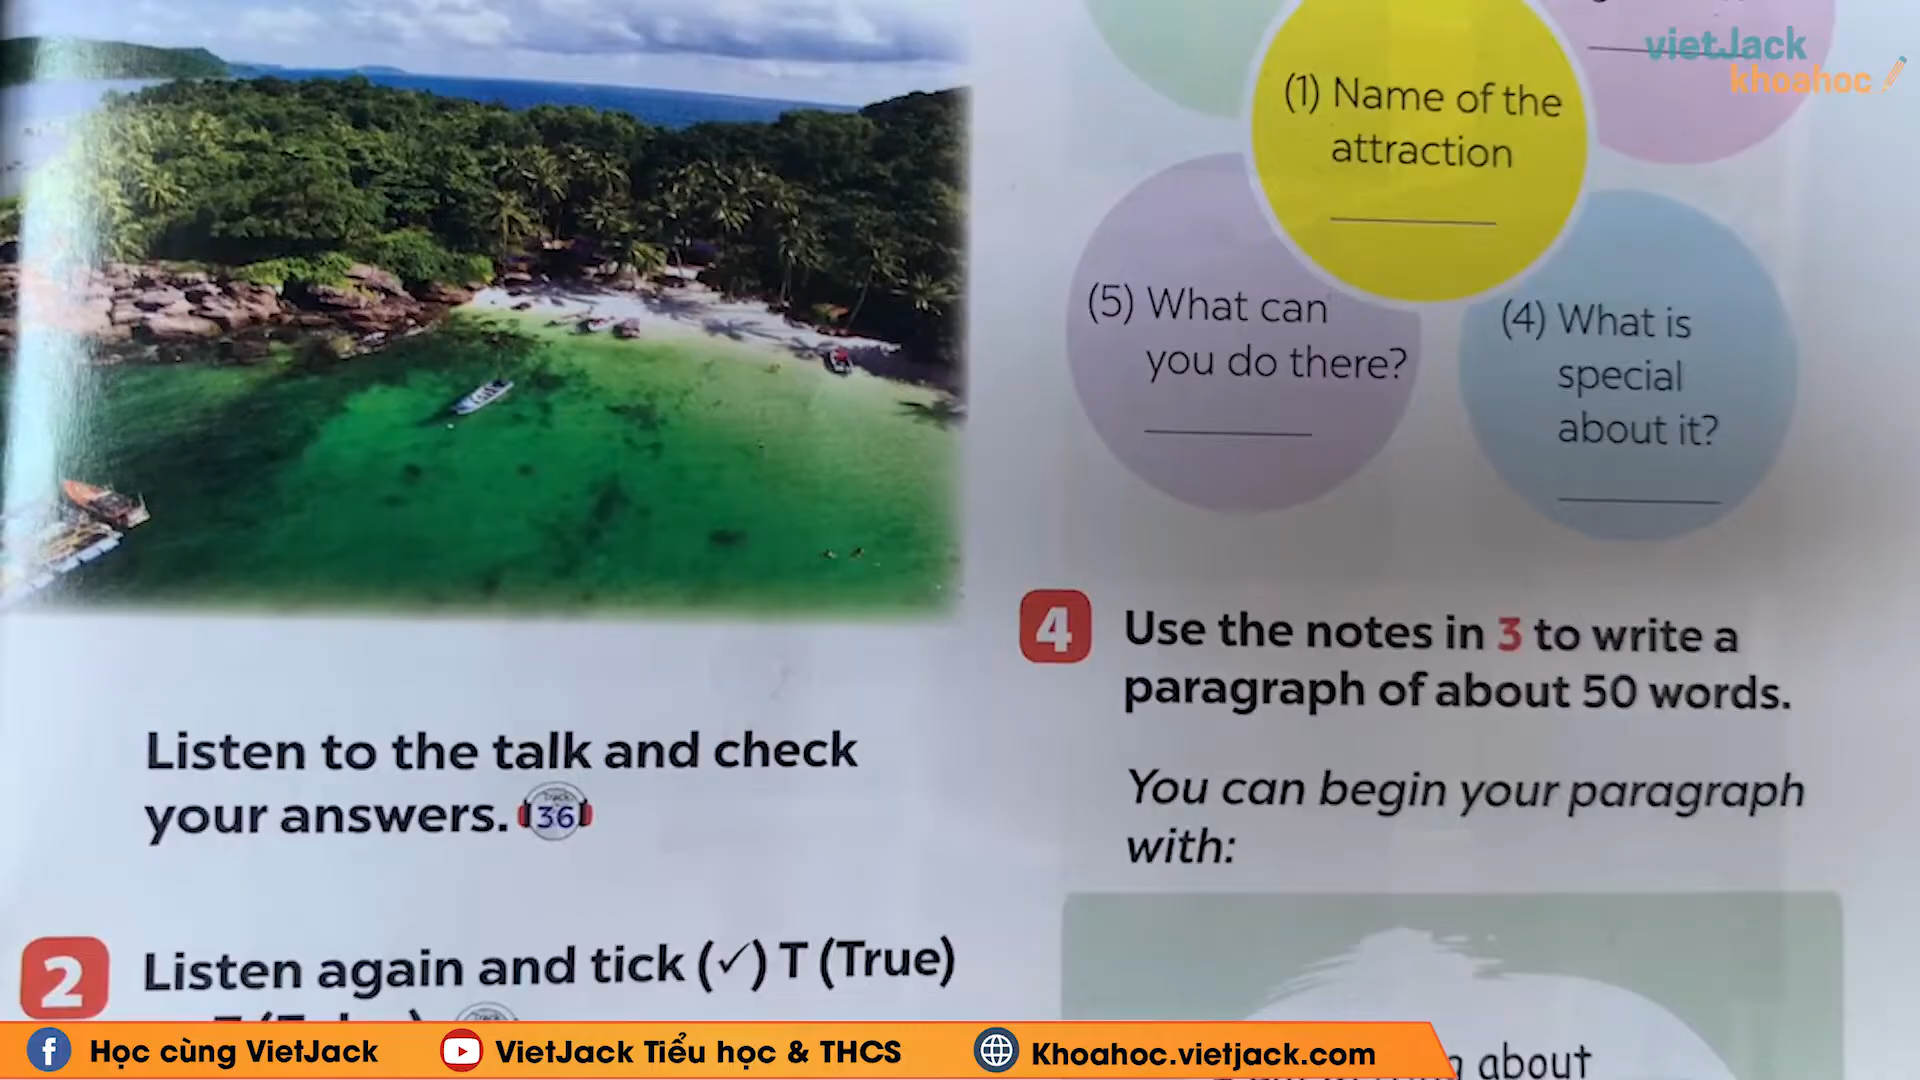 vietJack
khoahoc
(1) Name of the
attraction
(5) What can
you do there?
(4) What is
special
about it?
4 Use the notes in 3 to write a
paragraph of about 50 words.
You can begin your paragraph
with:
about
Listen to the talk and check
your answers. Track 36
2 Listen again and tick (✓) T (True)
Học cùng VietJack
VietJack Tiểu học & THCS
Khoahoc.vietjack.com